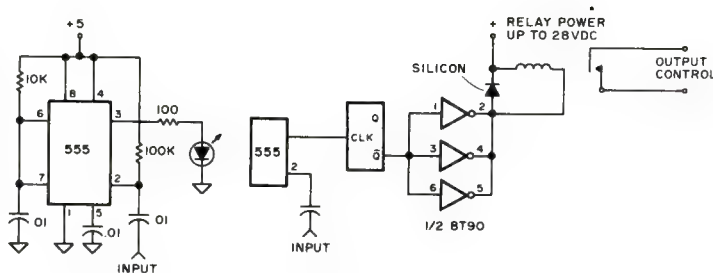 +5
10K
8
4
6
3
100
555
100K
7
2
.01
1
5
.01
.01
INPUT
555
2
INPUT
CLK
Q
Q̄
1
2
3
4
6
5
1/2 8T90
SILICON
+ RELAY POWER
UP TO 28VDC
OUTPUT
CONTROL